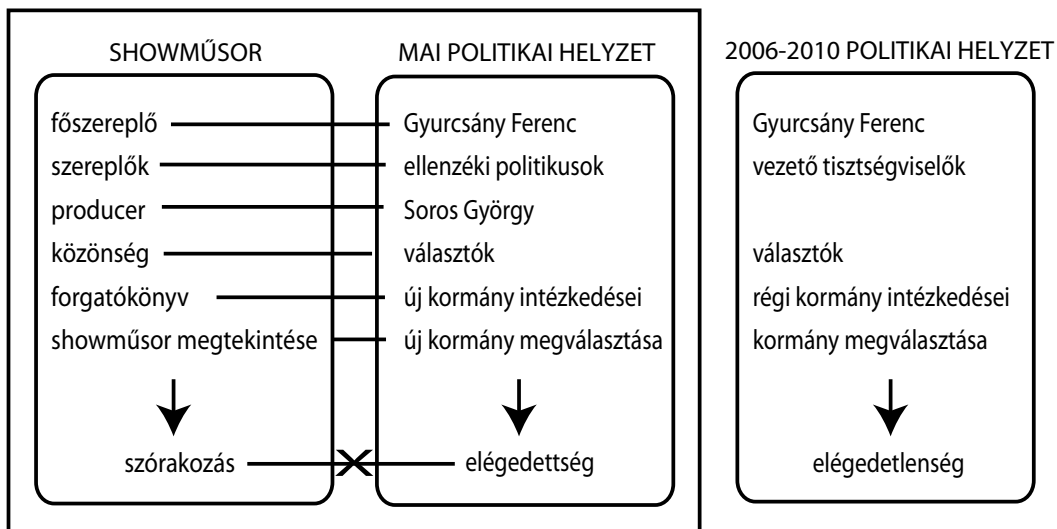 SHOWMŰSOR
főszereplő
szereplők
producer
közönség
forgatókönyv
showműsor megtekintése
szórakozás
MAI POLITIKAI HELYZET
Gyurcsány Ferenc
ellenzéki politikusok
Soros György
választók
új kormány intézkedései
új kormány megválasztása
elégedettség
2006-2010 POLITIKAI HELYZET
Gyurcsány Ferenc
vezető tisztségviselők
választók
régi kormány intézkedései
kormány megválasztása
elégedetlenség